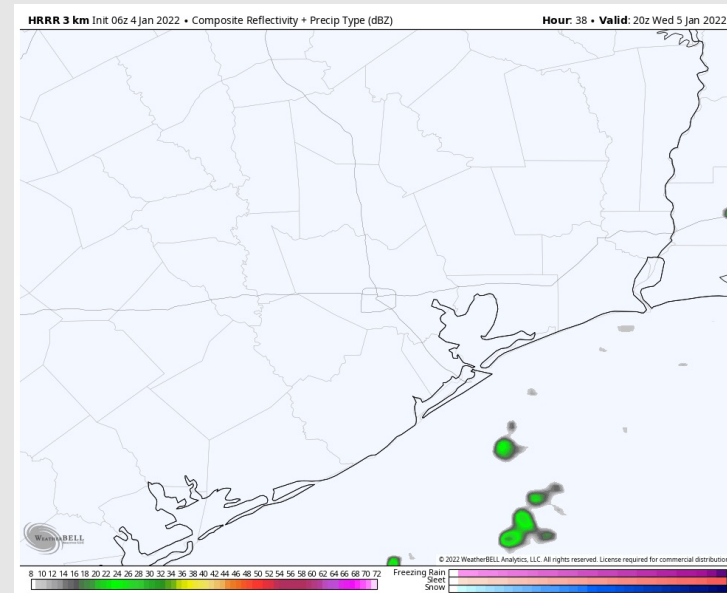 HRRR 3 km Init 06z 4 Jan 2022 • Composite Reflectivity + Precip Type (dBZ) Hour: 38 • Valid: 20z Wed 5 Jan 2022
WEATHERBELL
© 2022 WeatherBELL Analytics, LLC. All rights reserved. License required for commercial distribution
8 10 12 14 16 18 20 22 24 26 28 30 32 34 36 38 40 42 44 46 48 50 52 54 56 58 60 62 64 66 68 70 72
Freezing Rain
Sleet
Snow